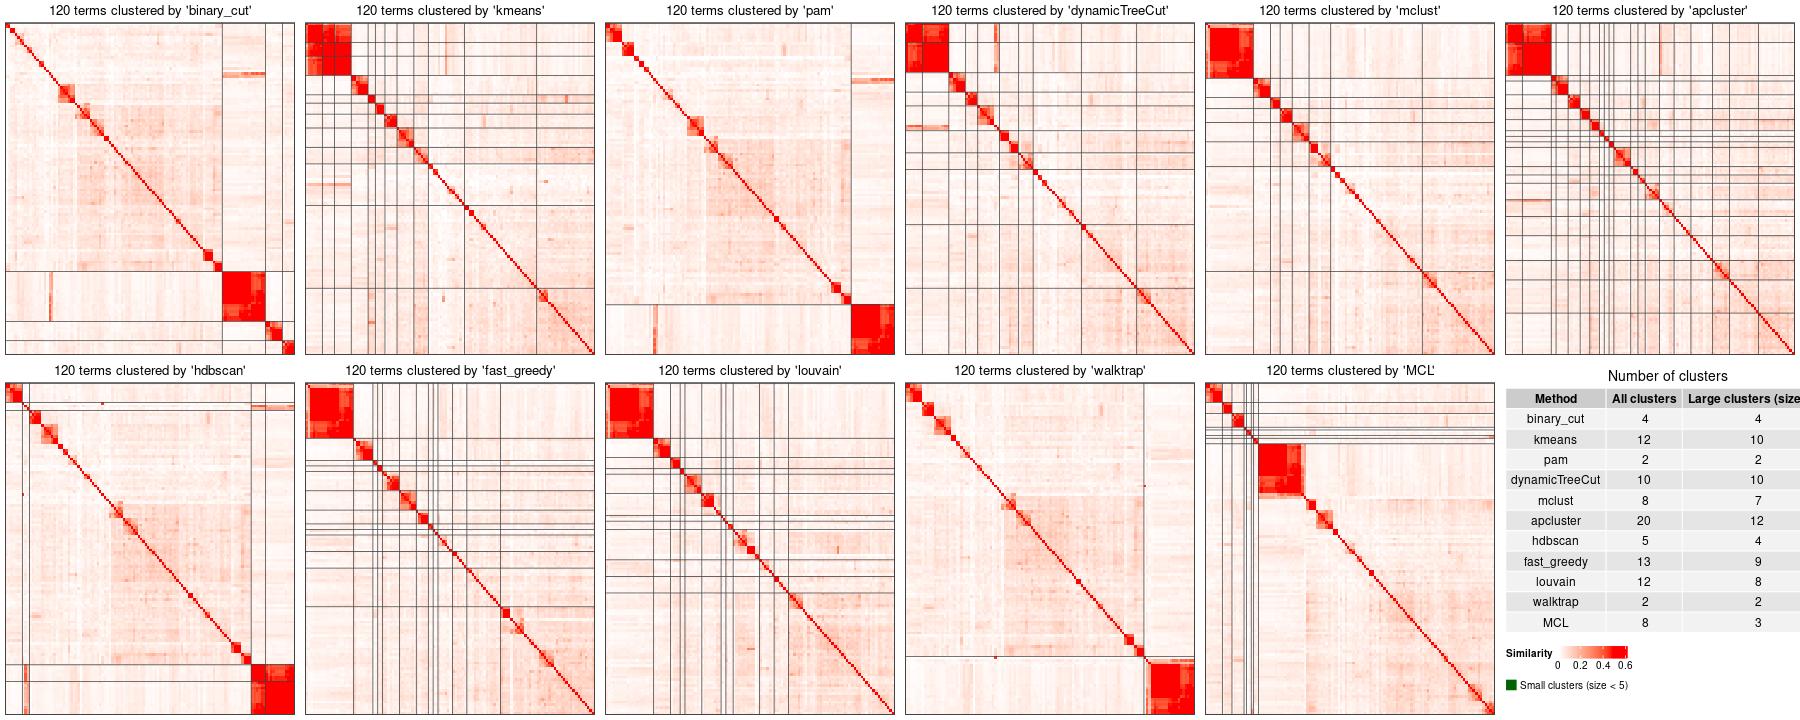 120 terms clustered by 'binary_cut'
120 terms clustered by 'kmeans'
120 terms clustered by 'pam'
120 terms clustered by 'dynamicTreeCut'
120 terms clustered by 'mclust'
120 terms clustered by 'apcluster'
120 terms clustered by 'hdbscan'
120 terms clustered by 'fast_greedy'
120 terms clustered by 'louvain'
120 terms clustered by 'walktrap'
120 terms clustered by 'MCL'
Number of clusters
Method All clusters Large clusters (size
binary_cut 4 4
kmeans 12 10
pam 2 2
dynamicTreeCut 10 10
mclust 8 7
apcluster 20 12
hdbscan 5 4
fast_greedy 13 9
louvain 12 8
walktrap 2 2
MCL 8 3
Similarity
0 0.2 0.4 0.6
Small clusters (size < 5)